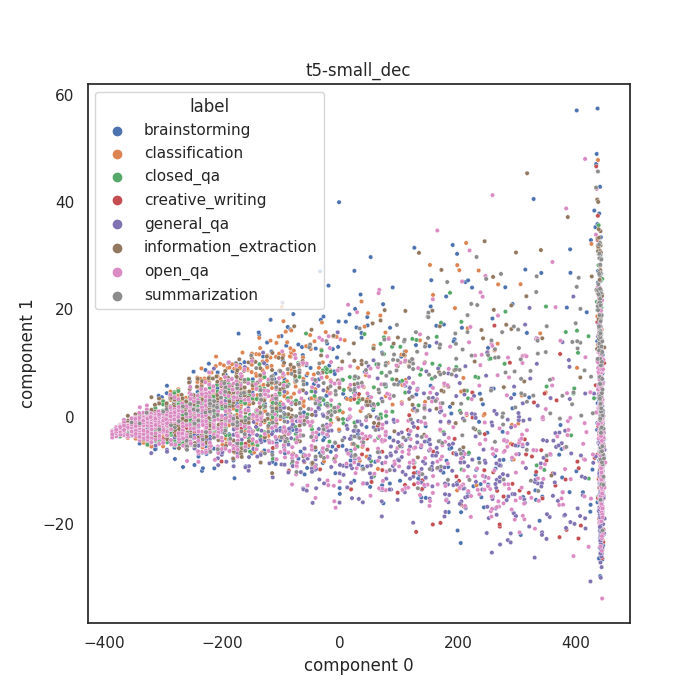 t5-small_dec
label
brainstorming
classification
closed_qa
creative_writing
general_qa
information_extraction
open_qa
summarization
60
40
20
0
−20
component 1
−400
−200
0
200
400
component 0